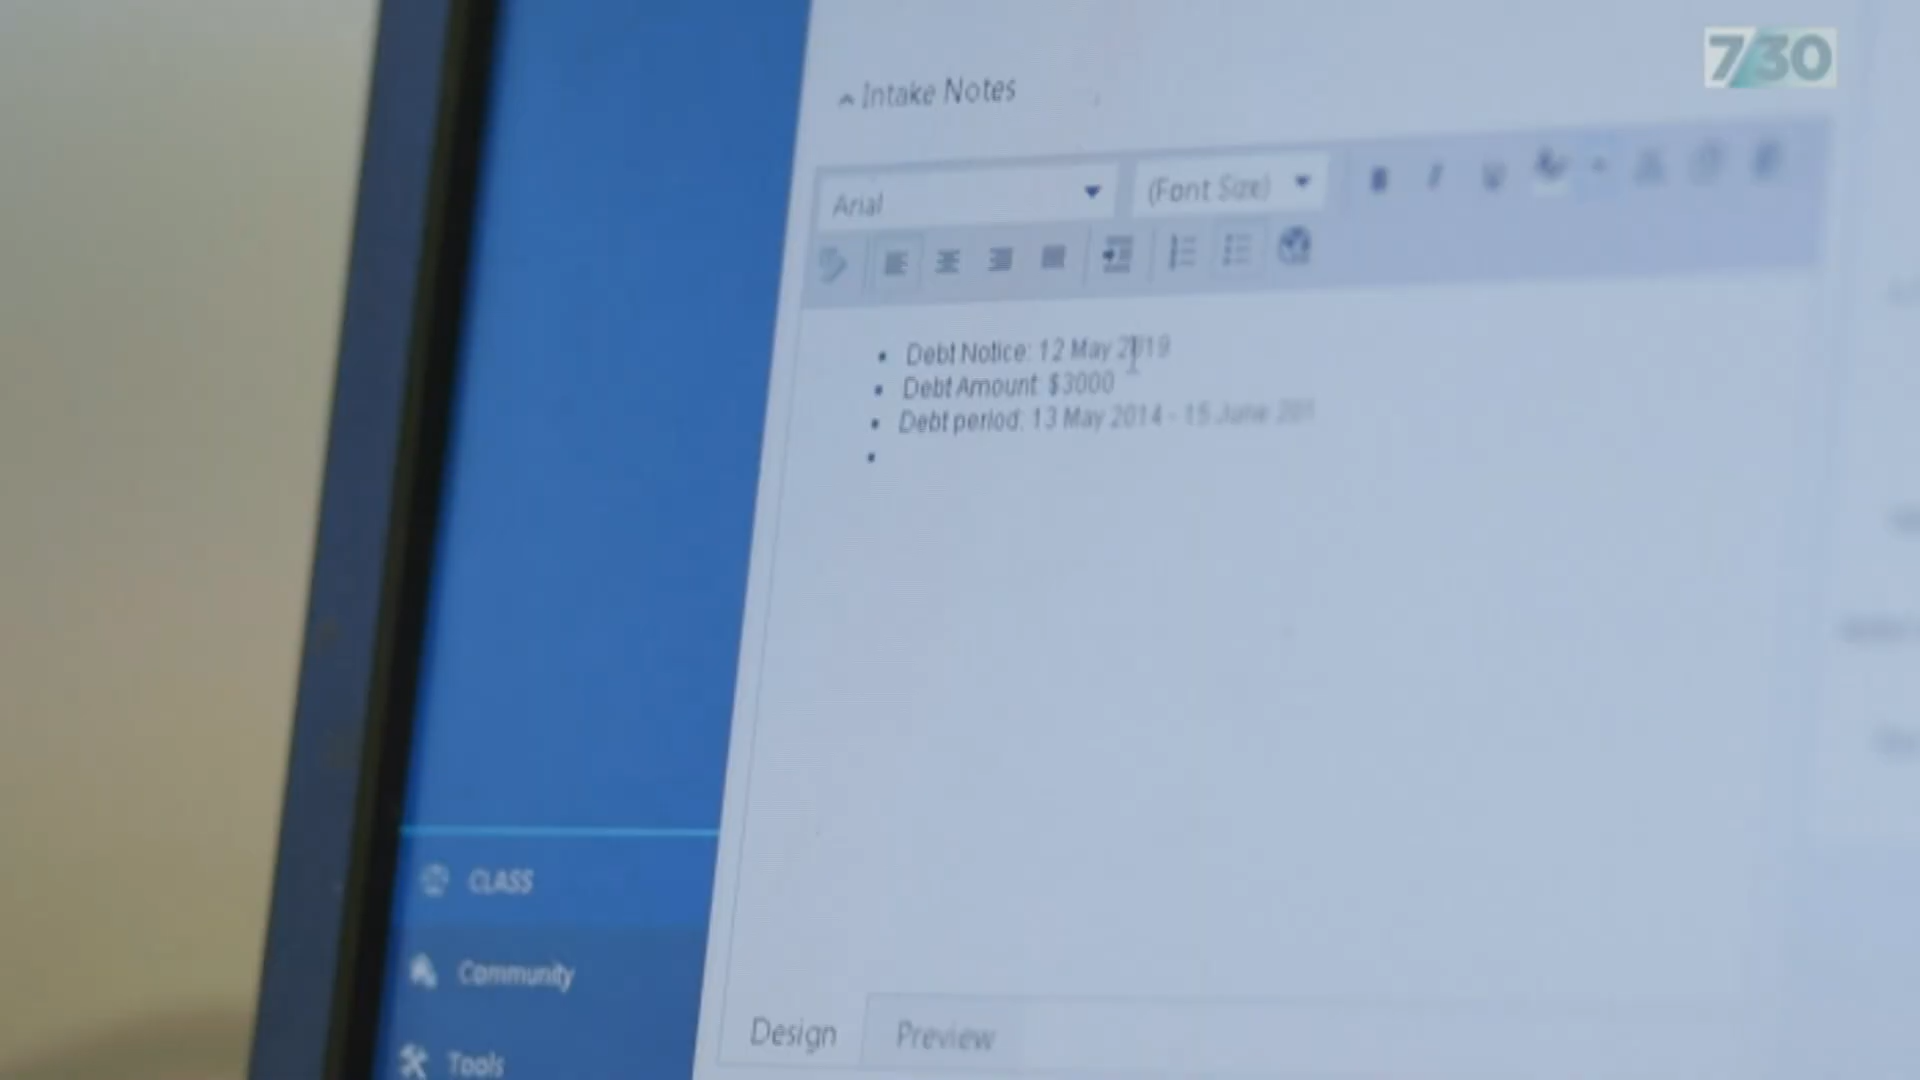 7/30
Intake Notes
Arial
(Font Size)
B I U
Debt Notice: 12 May 2019
Debt Amount: $3000
Debt period: 13 May 2014 - 15 June 201
CLASS
Community
Tools
Design
Preview